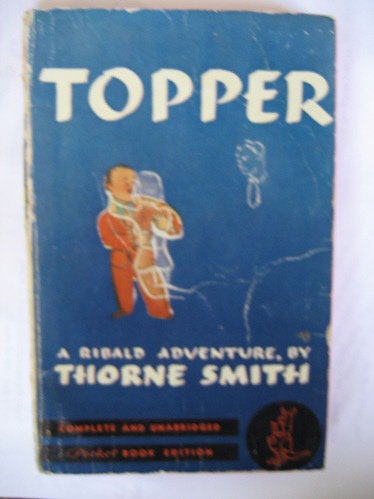 TOPPER
A RIBALD ADVENTURE, BY
THORNE SMITH
COMPLETE AND UNABRIDGED
A Pocket BOOK EDITION